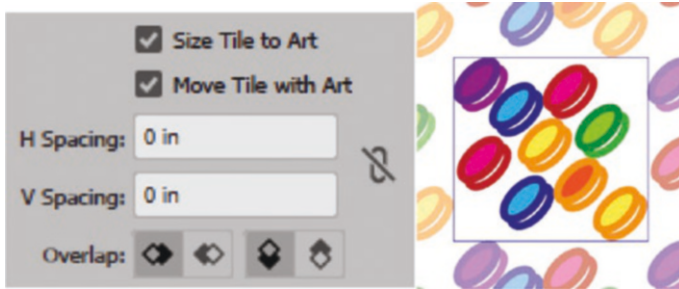 Size Tile to Art
Move Tile with Art
H Spacing: 0 in
V Spacing: 0 in
Overlap: